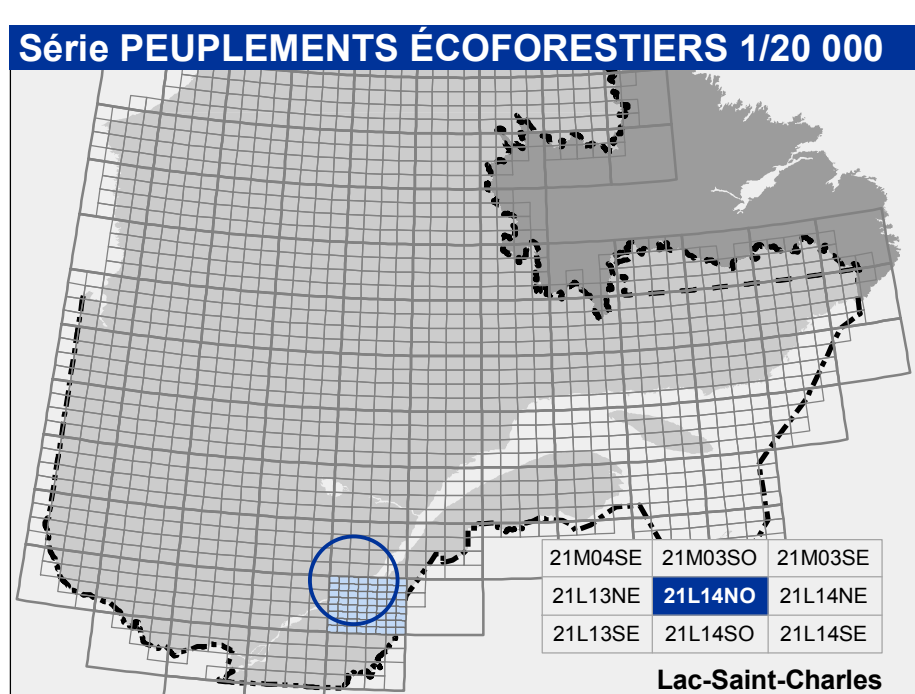 Série PEUPLEMENTS ÉCOFORESTIERS 1/20 000
21M04SE 21M03SO 21M03SE
21L13NE 21L14NO 21L14NE
21L13SE 21L14SO 21L14SE
Lac-Saint-Charles